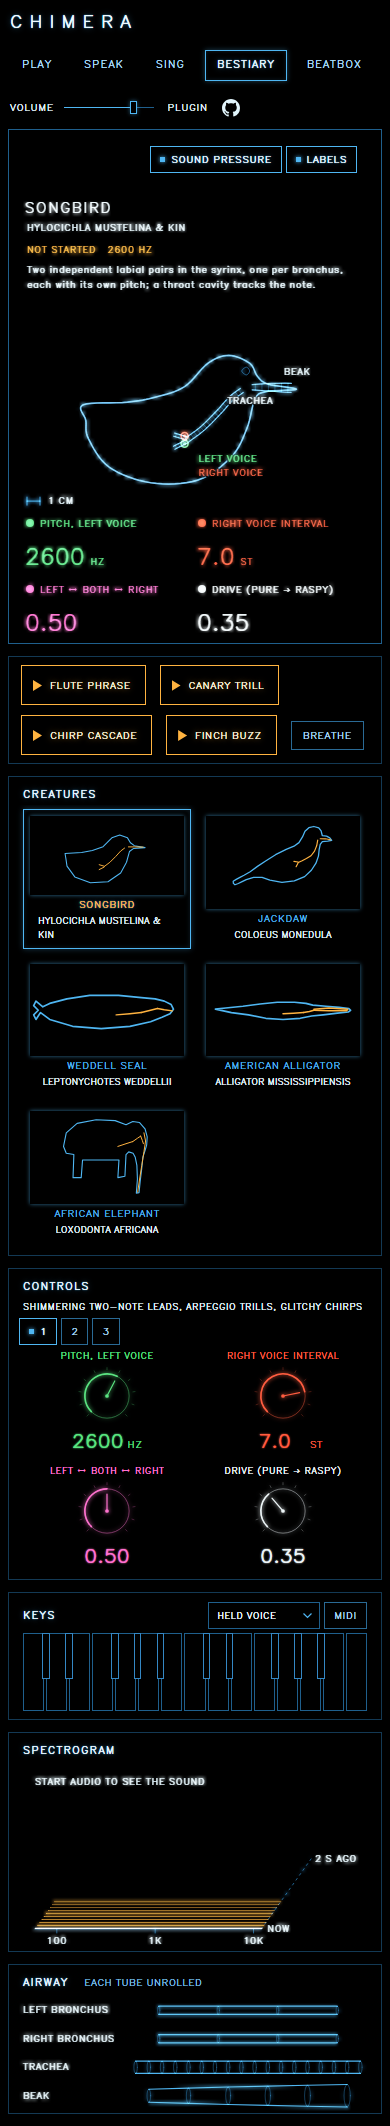 CHIMERA
PLAY SPEAK SING BESTIARY BEATBOX
VOLUME PLUGIN
SOUND PRESSURE LABELS
SONGBIRD
HYLOCICHLA MUSTELINA & KIN
NOT STARTED 2600 HZ
Two independent labial pairs in the syrinx, one per bronchus,
each with its own pitch; a throat cavity tracks the note.
BEAK
TRACHEA
LEFT VOICE
RIGHT VOICE
1 CM
PITCH, LEFT VOICE RIGHT VOICE INTERVAL
2600 HZ 7.0 ST
LEFT ↔ BOTH ↔ RIGHT DRIVE (PURE → RASPY)
0.50 0.35
FLUTE PHRASE CANARY TRILL
CHIRP CASCADE FINCH BUZZ BREATHE
CREATURES
SONGBIRD
HYLOCICHLA MUSTELINA &
KIN
JACKDAW
COLOEUS MONEDULA
WEDDELL SEAL
LEPTONYCHOTES WEDDELLII
AMERICAN ALLIGATOR
ALLIGATOR MISSISSIPPIENSIS
AFRICAN ELEPHANT
LOXODONTA AFRICANA
CONTROLS
SHIMMERING TWO-NOTE LEADS, ARPEGGIO TRILLS, GLITCHY CHIRPS
1 2 3
PITCH, LEFT VOICE RIGHT VOICE INTERVAL
2600 HZ 7.0 ST
LEFT ↔ BOTH ↔ RIGHT DRIVE (PURE → RASPY)
0.50 0.35
KEYS HELD VOICE MIDI
SPECTROGRAM
START AUDIO TO SEE THE SOUND
2 S AGO
NOW
100 1K 10K
AIRWAY EACH TUBE UNROLLED
LEFT BRONCHUS
RIGHT BRONCHUS
TRACHEA
BEAK